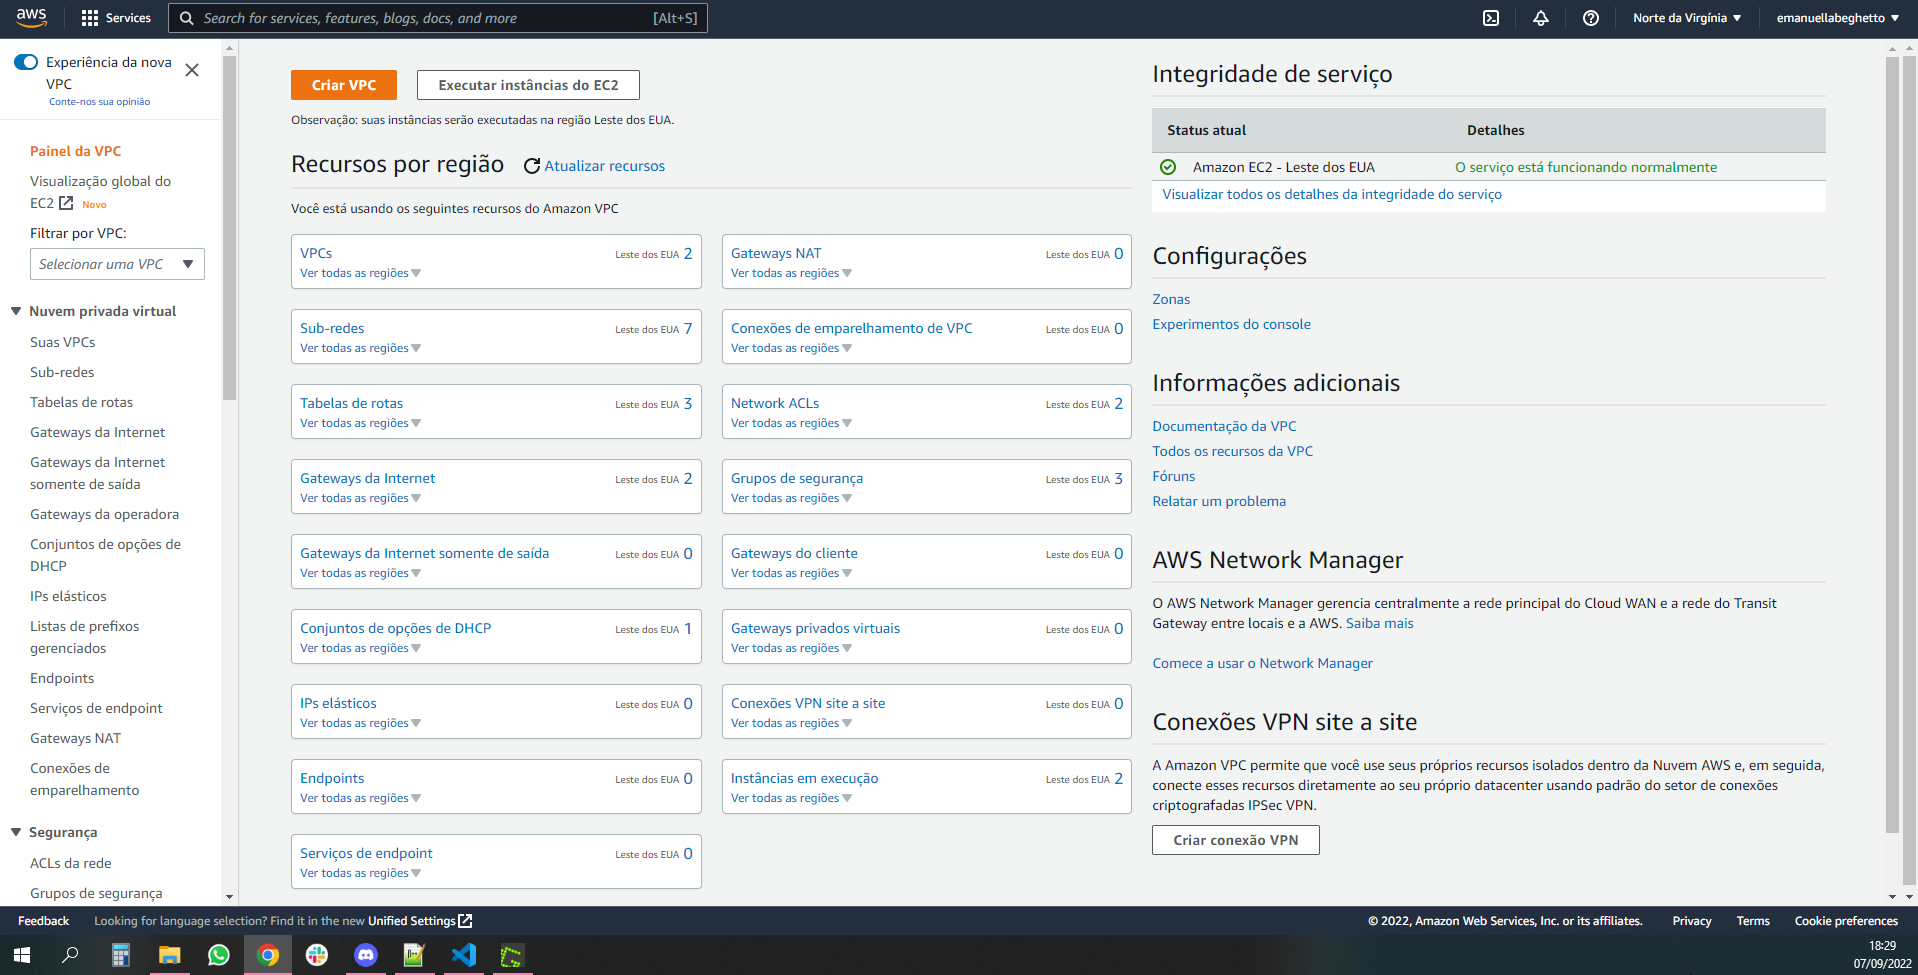 aws
Services
Search for services, features, blogs, docs, and more
[Alt+S]
Norte da Virgínia
emanuellabeghetto
Experiência da nova
VPC
Conte-nos sua opinião
Painel da VPC
Visualização global do
EC2
Novo
Filtrar por VPC:
Selecionar uma VPC
Nuvem privada virtual
Suas VPCs
Sub-redes
Tabelas de rotas
Gateways da Internet
Gateways da Internet
somente de saída
Gateways da operadora
Conjuntos de opções de
DHCP
IPs elásticos
Listas de prefixos
gerenciados
Endpoints
Serviços de endpoint
Gateways NAT
Conexões de
emparelhamento
Segurança
ACLs da rede
Grupos de segurança
Criar VPC
Executar instâncias do EC2
Observação: suas instâncias serão executadas na região Leste dos EUA.
Recursos por região
Atualizar recursos
Você está usando os seguintes recursos do Amazon VPC
VPCs
Leste dos EUA 2
Ver todas as regiões
Gateways NAT
Leste dos EUA 0
Ver todas as regiões
Sub-redes
Leste dos EUA 7
Ver todas as regiões
Conexões de emparelhamento de VPC
Leste dos EUA 0
Ver todas as regiões
Tabelas de rotas
Leste dos EUA 3
Ver todas as regiões
Network ACLs
Leste dos EUA 2
Ver todas as regiões
Gateways da Internet
Leste dos EUA 2
Ver todas as regiões
Grupos de segurança
Leste dos EUA 3
Ver todas as regiões
Gateways da Internet somente de saída
Leste dos EUA 0
Ver todas as regiões
Gateways do cliente
Leste dos EUA 0
Ver todas as regiões
Conjuntos de opções de DHCP
Leste dos EUA 1
Ver todas as regiões
Gateways privados virtuais
Leste dos EUA 0
Ver todas as regiões
IPs elásticos
Leste dos EUA 0
Ver todas as regiões
Conexões VPN site a site
Leste dos EUA 0
Ver todas as regiões
Endpoints
Leste dos EUA 0
Ver todas as regiões
Instâncias em execução
Leste dos EUA 2
Ver todas as regiões
Serviços de endpoint
Leste dos EUA 0
Ver todas as regiões
Integridade de serviço
Status atual
Detalhes
Amazon EC2 - Leste dos EUA
O serviço está funcionando normalmente
Visualizar todos os detalhes da integridade do serviço
Configurações
Zonas
Experimentos do console
Informações adicionais
Documentação da VPC
Todos os recursos da VPC
Fóruns
Relatar um problema
AWS Network Manager
O AWS Network Manager gerencia centralmente a rede principal do Cloud WAN e a rede do Transit
Gateway entre locais e a AWS. Saiba mais
Comece a usar o Network Manager
Conexões VPN site a site
A Amazon VPC permite que você use seus próprios recursos isolados dentro da Nuvem AWS e, em seguida,
conecte esses recursos diretamente ao seu próprio datacenter usando padrão do setor de conexões
criptografadas IPSec VPN.
Criar conexão VPN
Feedback
Looking for language selection? Find it in the new Unified Settings
© 2022, Amazon Web Services, Inc. or its affiliates.
Privacy
Terms
Cookie preferences
18:29
07/09/2022